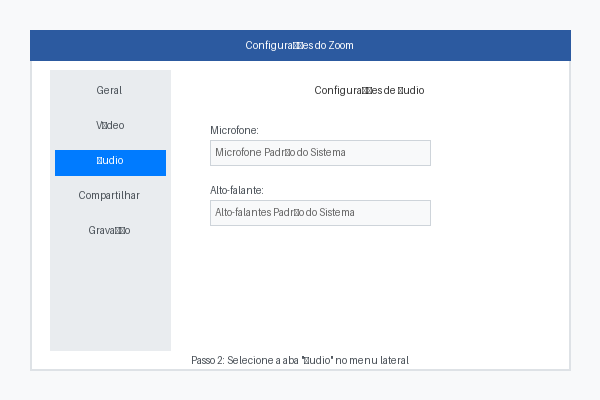 Configura��es do Zoom
Geral
V�deo
�udio
Compartilhar
Grava��o
Configura��es de �udio
Microfone:
Microfone Padr�o do Sistema
Alto-falante:
Alto-falantes Padr�o do Sistema
Passo 2: Selecione a aba "�udio" no menu lateral